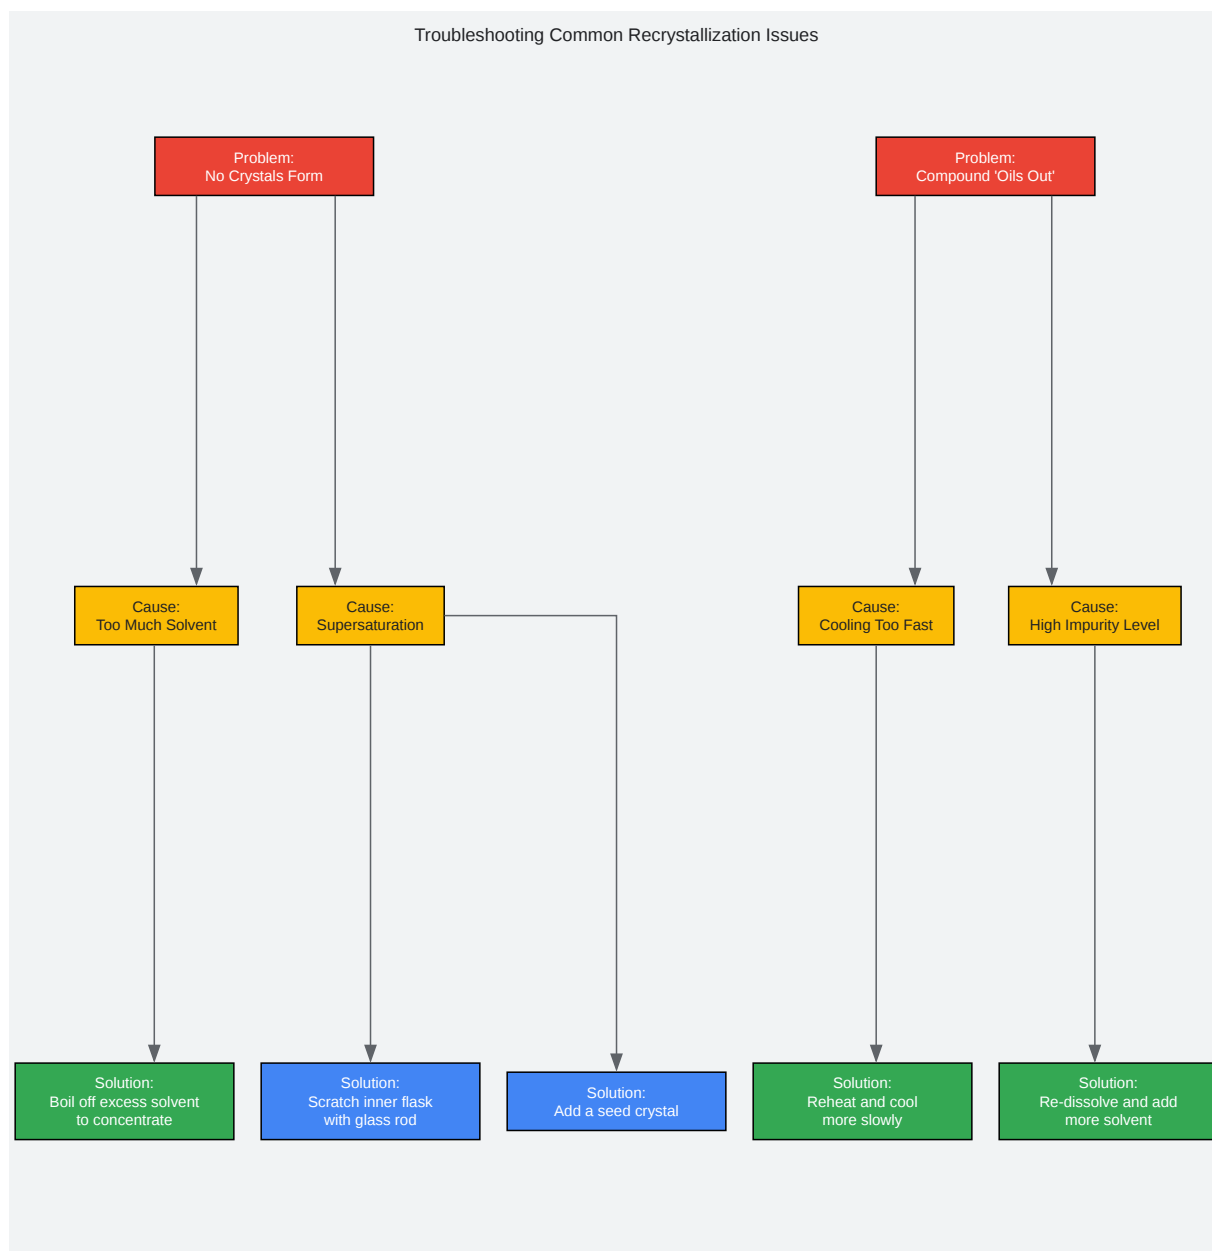 Troubleshooting Common Recrystallization Issues
Problem:
No Crystals Form
Problem:
Compound 'Oils Out'
Cause:
Too Much Solvent
Cause:
Supersaturation
Cause:
Cooling Too Fast
Cause:
High Impurity Level
Solution:
Boil off excess solvent
to concentrate
Solution:
Scratch inner flask
with glass rod
Solution:
Add a seed crystal
Solution:
Reheat and cool
more slowly
Solution:
Re-dissolve and add
more solvent